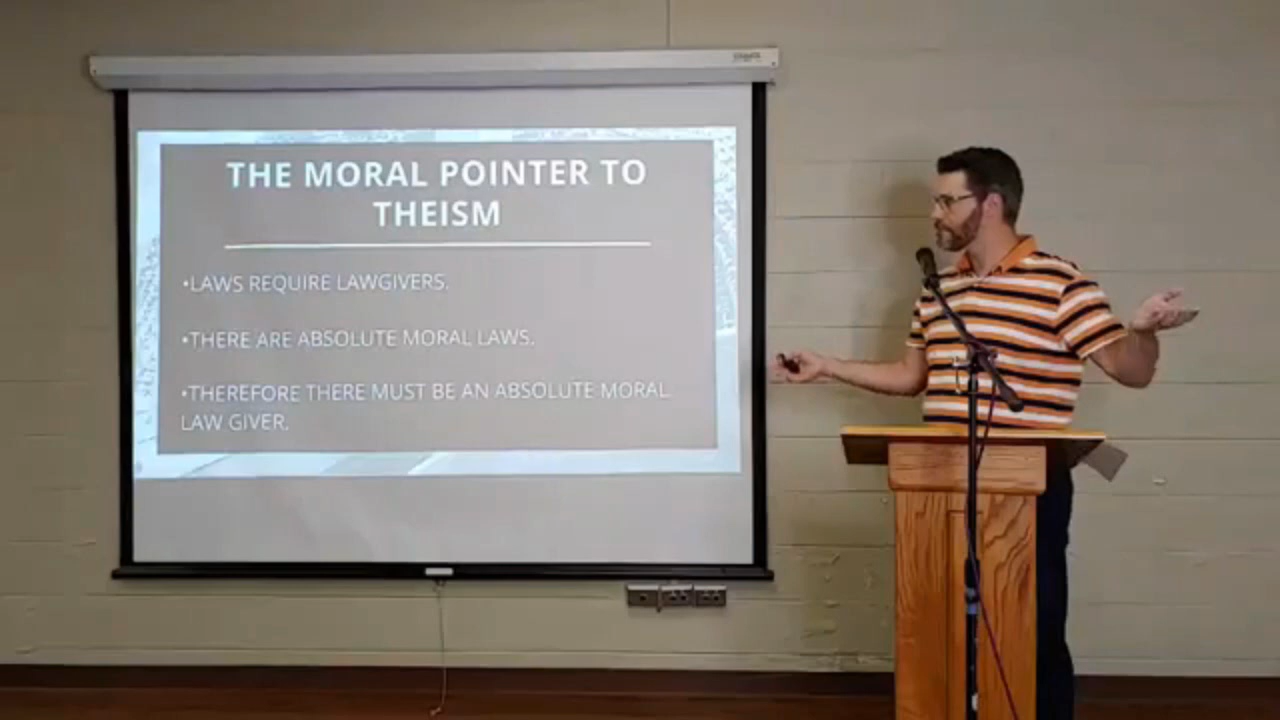 THE MORAL POINTER TO
THEISM
•LAWS REQUIRE LAWGIVERS.
•THERE ARE ABSOLUTE MORAL LAWS.
•THEREFORE THERE MUST BE AN ABSOLUTE MORAL
LAW GIVER.